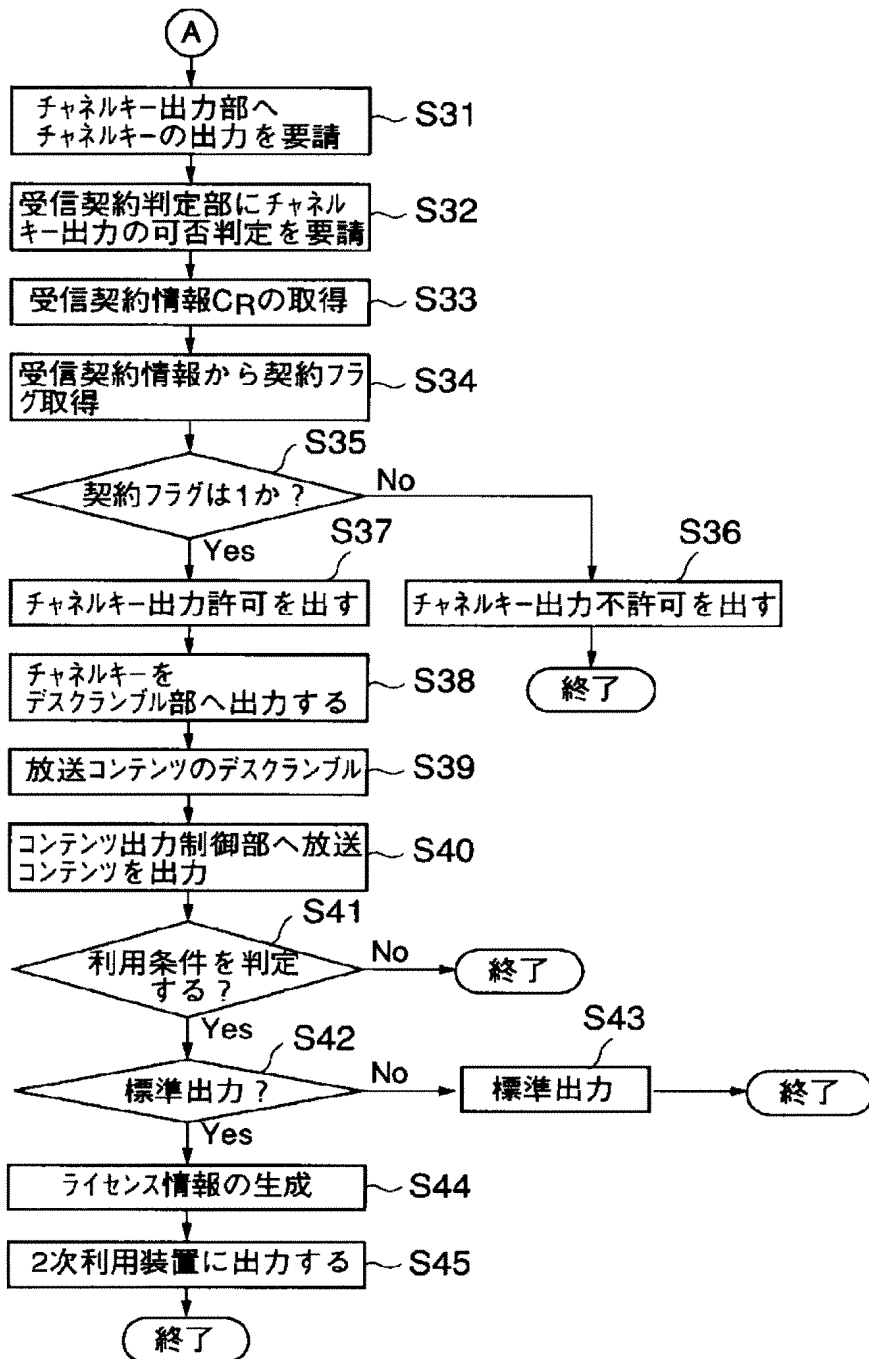 A
チャネルキー出力部へ
チャネルキーの出力を要請
S31
受信契約判定部にチャネル
キー出力の可否判定を要請
S32
受信契約情報CRの取得
S33
受信契約情報から契約フラ
グ取得
S34
S35
契約フラグは1か?
No
Yes
S37
S36
チャネルキー出力許可を出す
チャネルキー出力不許可を出す
終了
チャネルキーを
デスクランブル部へ出力する
S38
放送コンテンツのデスクランブル
S39
コンテンツ出力制御部へ放送
コンテンツを出力
S40
S41
利用条件を判定
する?
No
終了
Yes
S42
標準出力?
No
S43
標準出力
終了
Yes
ライセンス情報の生成
S44
2次利用装置に出力する
S45
終了